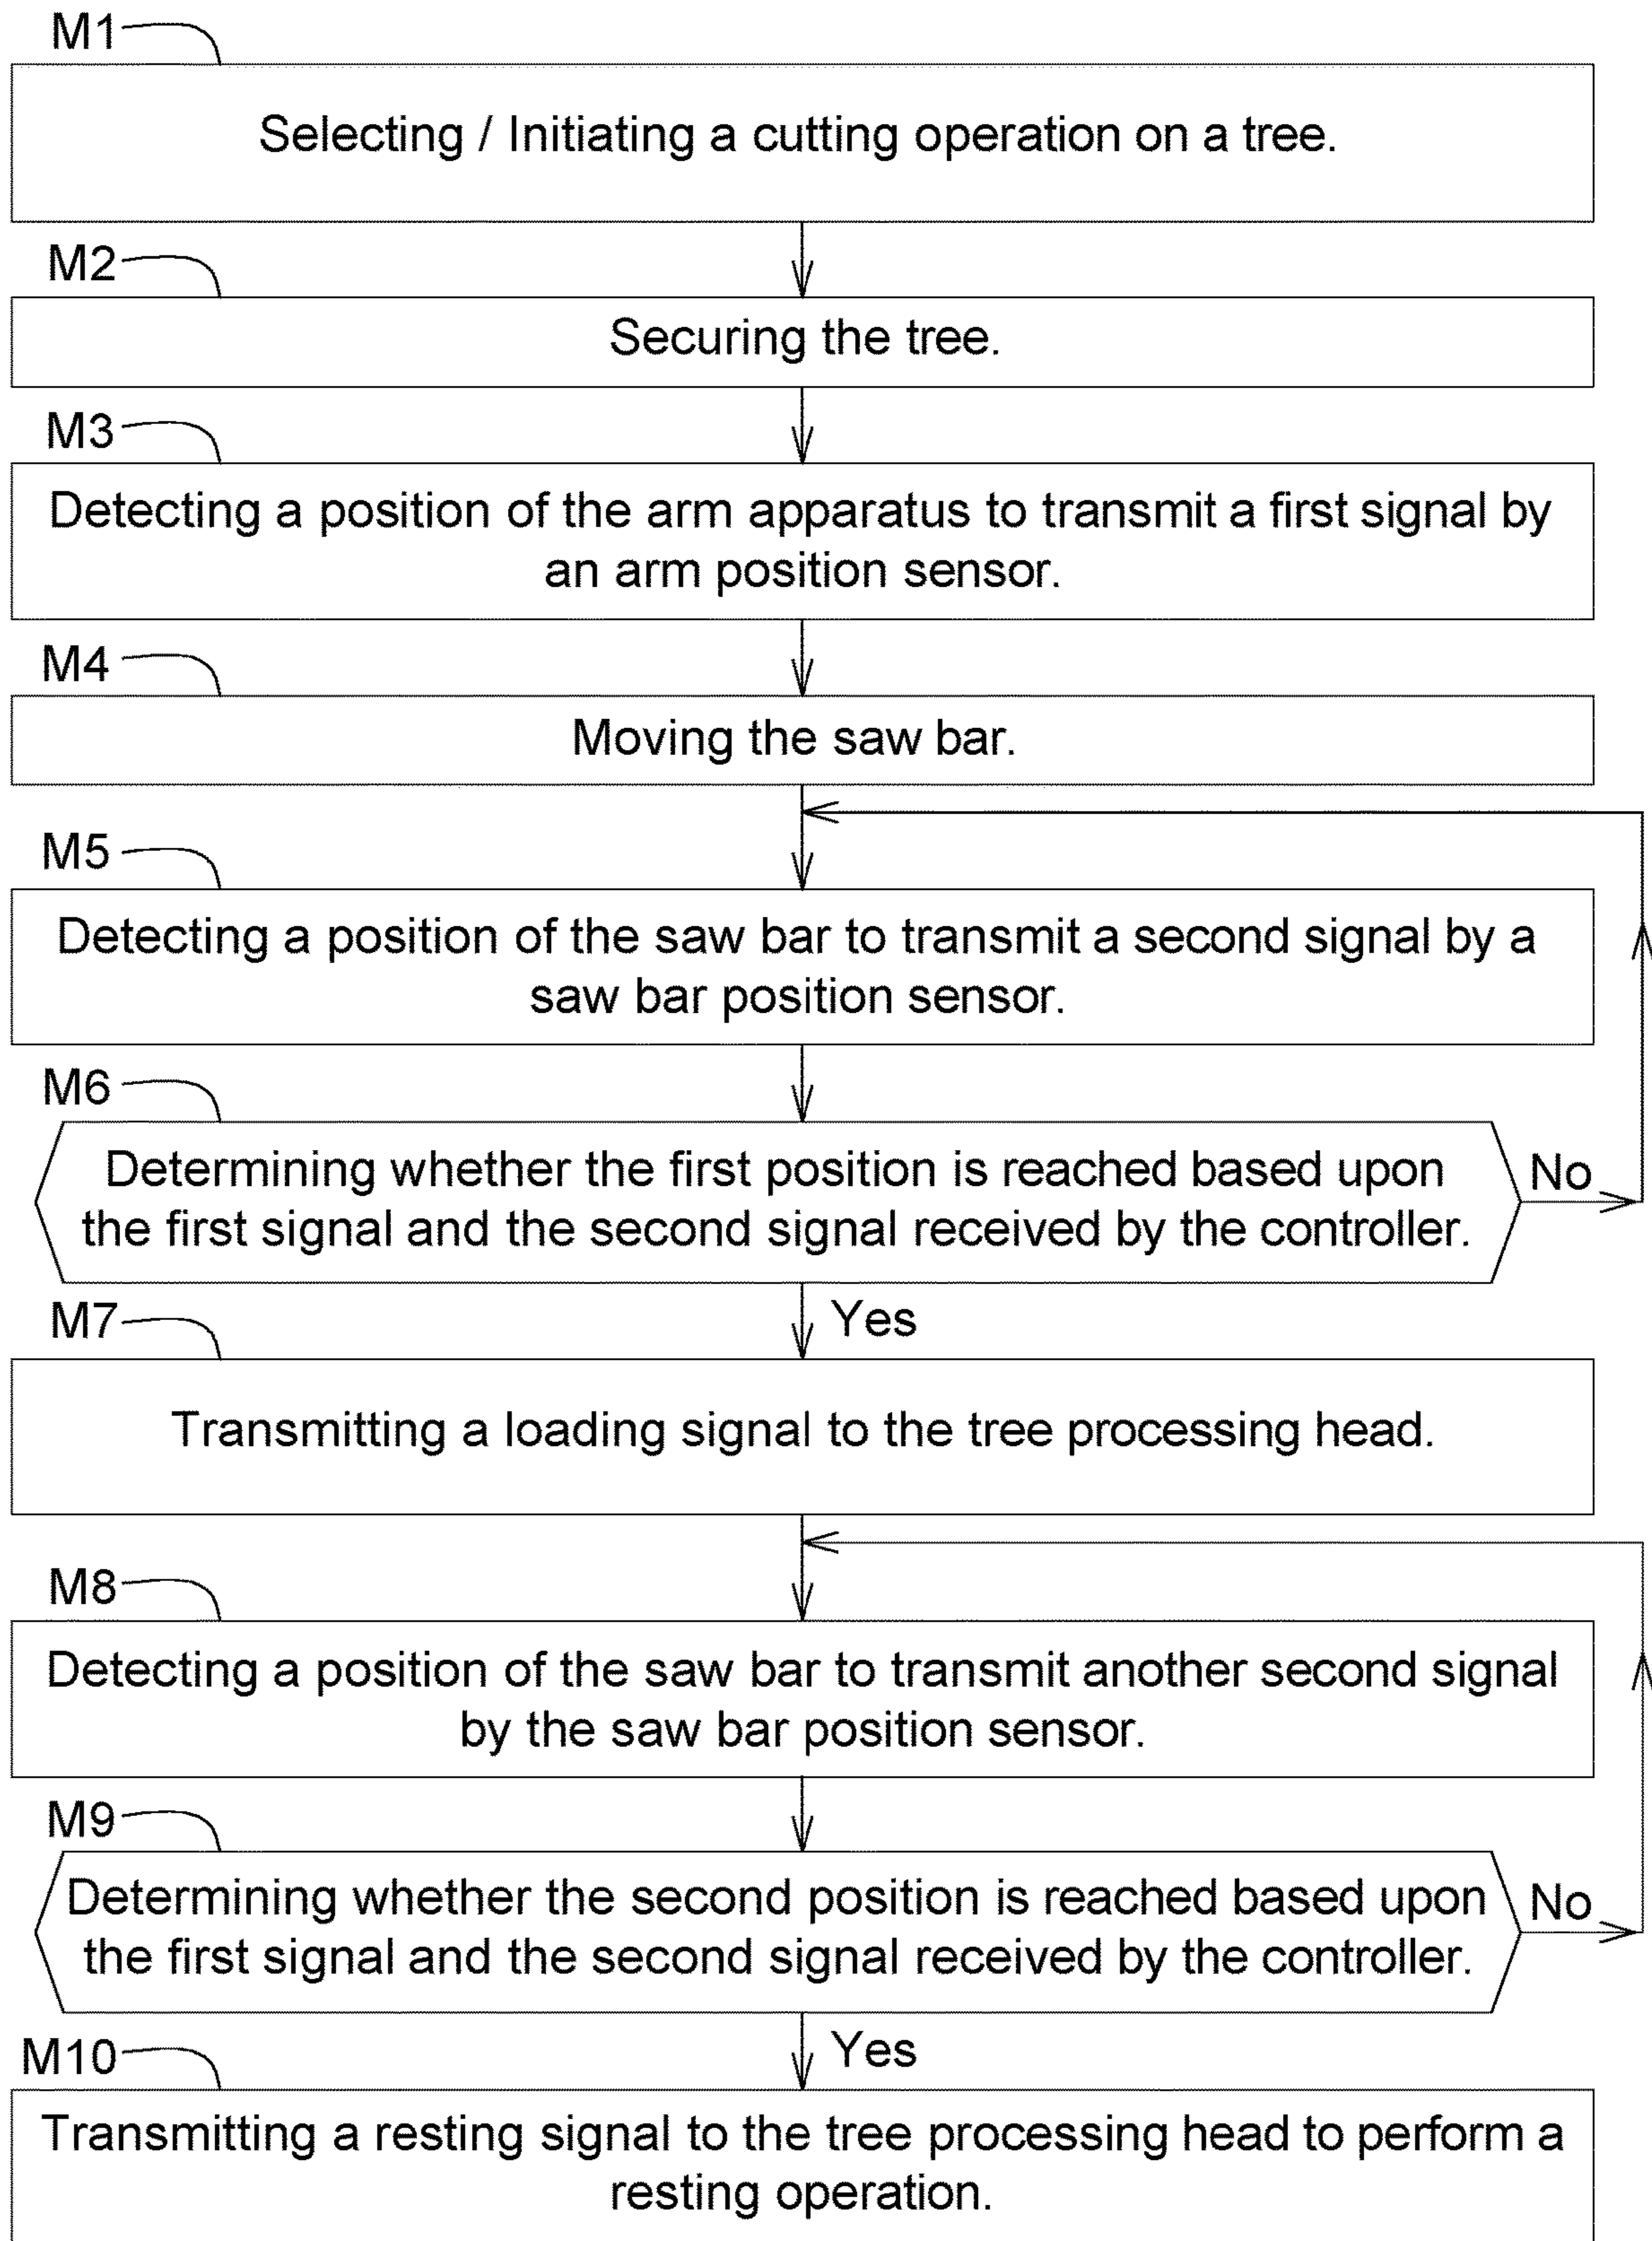 M1
Selecting / Initiating a cutting operation on a tree.
M2
Securing the tree.
M3
Detecting a position of the arm apparatus to transmit a first signal by
an arm position sensor.
M4
Moving the saw bar.
M5
Detecting a position of the saw bar to transmit a second signal by a
saw bar position sensor.
M6
Determining whether the first position is reached based upon
the first signal and the second signal received by the controller.
No
Yes
M7
Transmitting a loading signal to the tree processing head.
M8
Detecting a position of the saw bar to transmit another second signal
by the saw bar position sensor.
M9
Determining whether the second position is reached based upon
the first signal and the second signal received by the controller.
No
Yes
M10
Transmitting a resting signal to the tree processing head to perform a
resting operation.